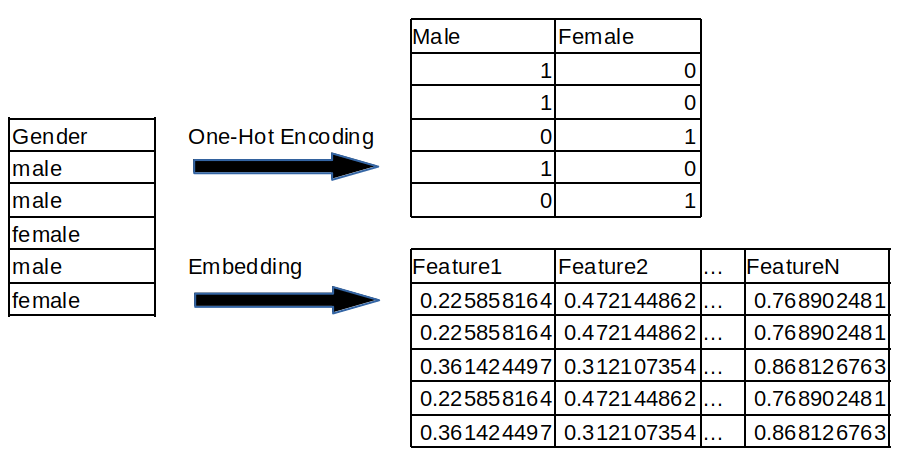 Gender
male
male
female
male
female
One-Hot Encoding
Male Female
1 0
1 0
0 1
1 0
0 1
Embedding
Feature1 Feature2 ... FeatureN
0.225858164 0.472144862 ... 0.768902481
0.225858164 0.472144862 ... 0.768902481
0.361424497 0.312107354 ... 0.868126763
0.225858164 0.472144862 ... 0.768902481
0.361424497 0.312107354 ... 0.868126763